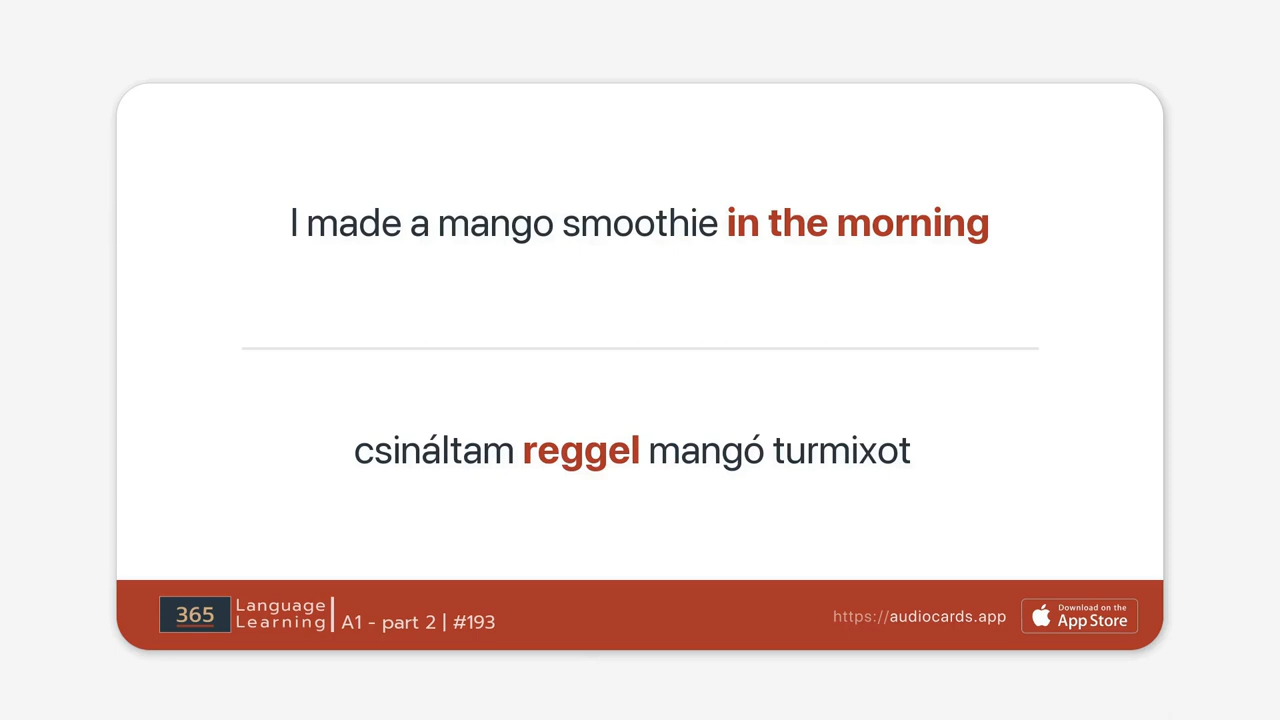 I made a mango smoothie in the morning
csináltam reggel mangó turmixot
365 Language Learning A1 - part 2 | #193
https://audiocards.app
Download on the App Store